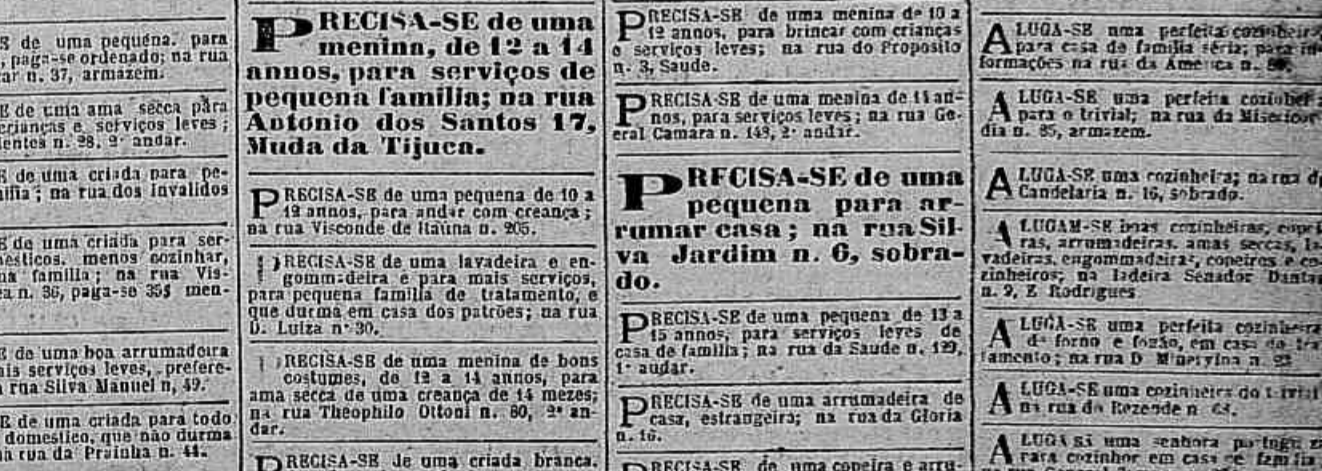 E de uma pequena. para
, paga-se ordenado; na rua
ar n. 37, armazem.
E de uma ama secca para
crianças e serviços leves;
entes n. 28, 2º andar.
E de uma criada para pe-
milia; na rua dos Invalidos
E de uma criada para ser-
mesticos. menos cozinhar,
na familia; na rua Vis-
ea n. 36, paga-se 35$ men-
E de uma boa arrumadoira
ais serviços leves, prefere-
a rua Silva Manuel n, 49.
E de uma criada para todo
domestico, que não durma
na rua da Prainha n. 44.
PRECISA-SE de uma
menina, de 12 a 14
annos, para serviços de
pequena familia; na rua
Antonio dos Santos 17,
Muda da Tijuca.
PRECISA-SE de uma pequena de 10 a
12 annos, para andar com creança;
na rua Visconde de Itaúna n. 205.
PRECISA-SE de uma lavadeira e en-
gommadeira e para mais serviços,
para pequena familia de tratamento, e
que durma em casa dos patrões; na rua
D. Luiza nº 30.
PRECISA-SE de uma menina de bons
costumes, de 12 a 14 annos, para
ama secca de uma creança de 14 mezes;
na rua Theophilo Ottoni n. 80, 2º an-
dar.
PRECISA-SE de uma criada branca,
PRECISA-SE de uma menina de 10 a
12 annos, para brincar com crianças
e serviços leves; na rua do Proposito
n. 3, Saude.
PRECISA-SE de uma menina de 11 an-
nos, para serviços leves; na rua Ge-
eral Camara n. 143, 2º andar.
PRECISA-SE de uma
pequena para ar-
rumar casa; na rua Sil-
va Jardim n. 6, sobra-
do.
PRECISA-SE de uma pequena de 13 a
15 annos, para serviços leves de
casa de familia; na rua da Saude n. 129,
1º andar.
PRECISA-SE de uma arrumadeira de
casa, estrangeira; na rua da Gloria
n. 16.
PRECISA-SE de uma copeira e arru-
ALUGA-SE uma perfeita cozinheira
para casa de familia séria; para in-
formações na rua da America n.
ALUGA-SE uma perfeita cozinhei
para o trivial; na rua da Misericor
dia n. 85, armazem.
ALUGA-SE uma cozinheira; na rua d
Candelaria n. 16, sobrado.
ALUGAM-SE boas cozinheiras, copei
ras, arrumadeiras, amas seccas, la
vadeiras, engommadeiras, copeiros e co
zinheiros; na ladeira Senador Dantas
n. 9, E Rodrigues
ALUGA-SE uma perfeita cozinheira
de forno e fogão, em casa de tra
tamento; na rua D Minervina n.
ALUGA-SE uma cozinheira do trivial
na rua do Rezende n
ALUGA SE uma senhora portugu
para cozinhar em casa de familia